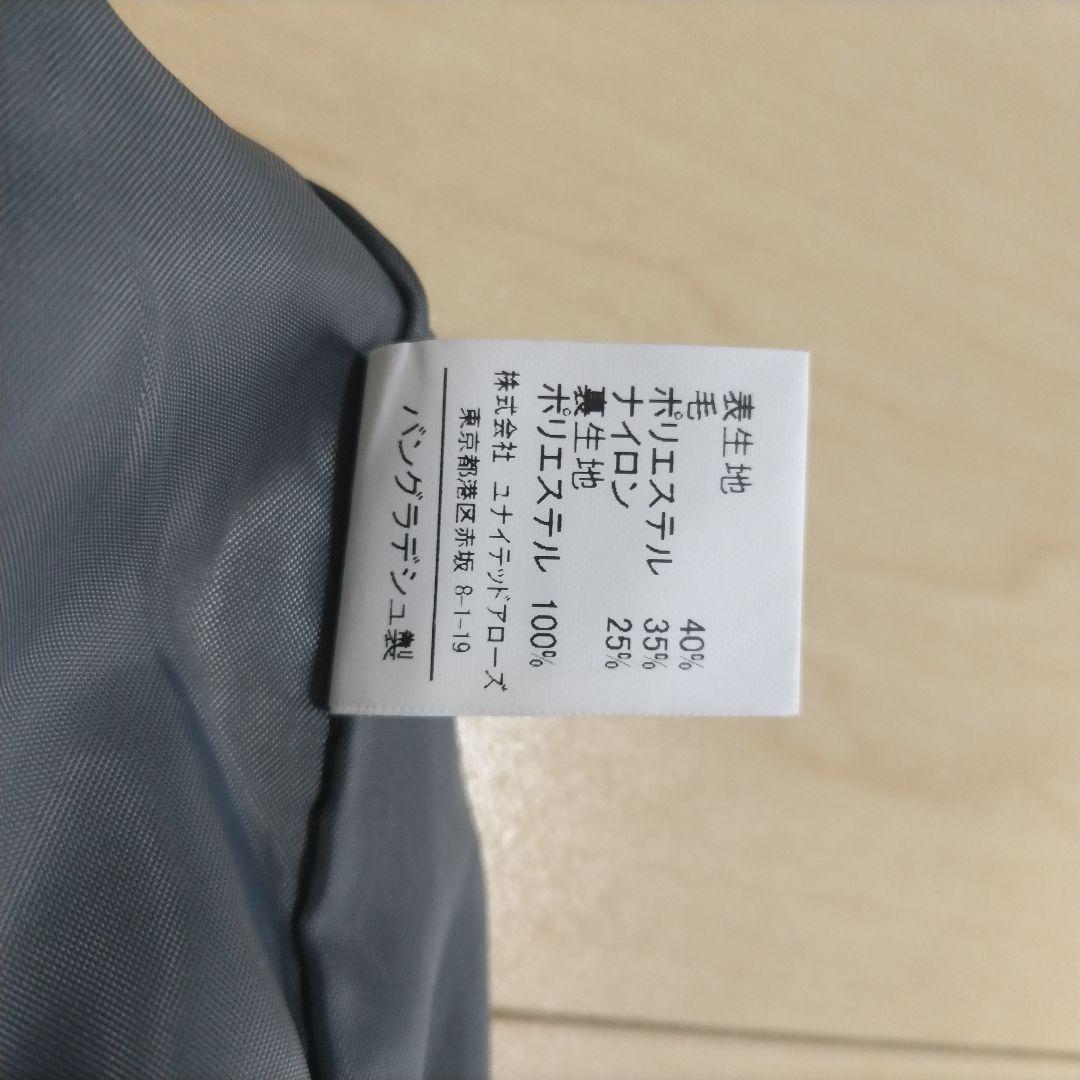 表生地
毛 40%
ポリエステル 35%
ナイロン 25%
裏生地
ポリエステル 100%
株式会社 ユナイテッドアローズ
東京都港区赤坂 8-1-19
バングラデシュ製